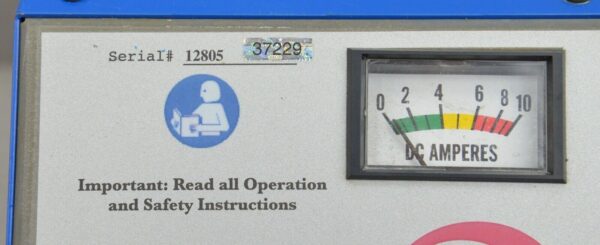 Serial# 12805 37229
0 2 4 6 8 10
DC AMPERES
Important: Read all Operation
and Safety Instructions